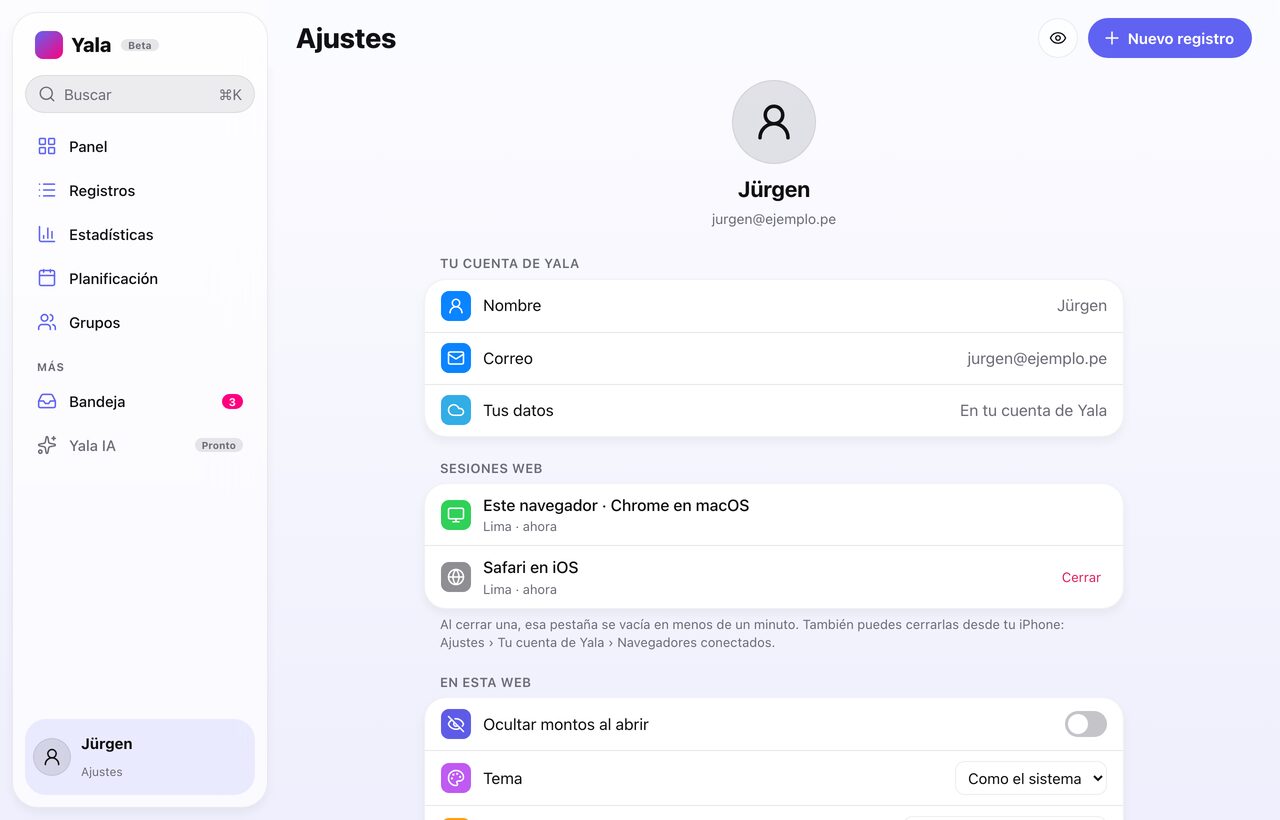 Yala Beta
Buscar ⌘K
Panel
Registros
Estadísticas
Planificación
Grupos
MÁS
Bandeja 3
Yala IA Pronto
Jürgen
Ajustes
Ajustes
Nuevo registro
Jürgen
jurgen@ejemplo.pe
TU CUENTA DE YALA
Nombre Jürgen
Correo jurgen@ejemplo.pe
Tus datos En tu cuenta de Yala
SESIONES WEB
Este navegador · Chrome en macOS
Lima · ahora
Safari en iOS
Lima · ahora
Cerrar
Al cerrar una, esa pestaña se vacía en menos de un minuto. También puedes cerrarlas desde tu iPhone:
Ajustes › Tu cuenta de Yala › Navegadores conectados.
EN ESTA WEB
Ocultar montos al abrir
Tema Como el sistema